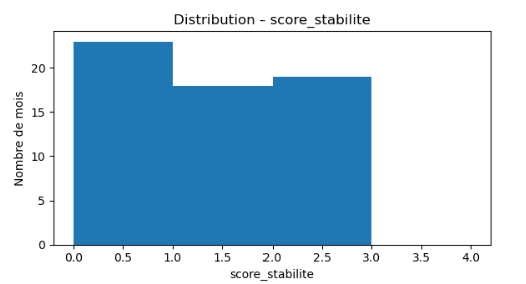 Distribution – score_stabilite
Nombre de mois
20
15
10
5
0
0.0 0.5 1.0 1.5 2.0 2.5 3.0 3.5 4.0
score_stabilite